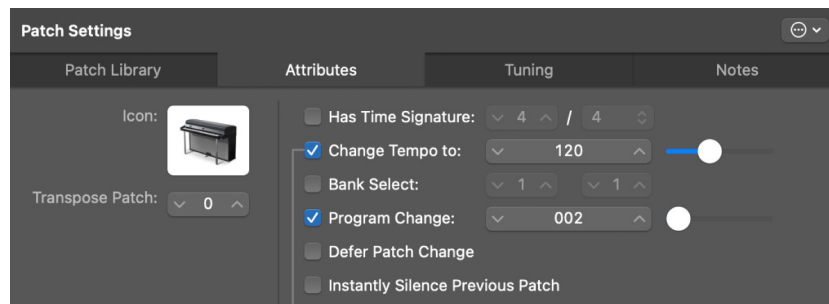 Patch Settings
Patch Library Attributes Tuning Notes
Icon:
Has Time Signature: 4 / 4
Change Tempo to: 120
Bank Select: 1 1
Transpose Patch: 0
Program Change: 002
Defer Patch Change
Instantly Silence Previous Patch